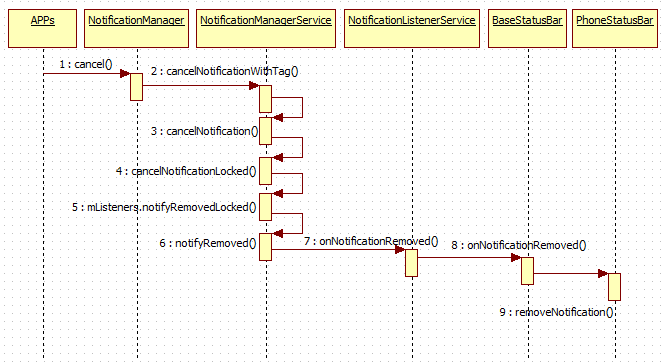 APPs
NotificationManager
NotificationManagerService
NotificationListenerService
BaseStatusBar
PhoneStatusBar
1 : cancel()
2 : cancelNotificationWithTag()
3 : cancelNotification()
4 : cancelNotificationLocked()
5 : mListeners.notifyRemovedLocked()
6 : notifyRemoved()
7 : onNotificationRemoved()
8 : onNotificationRemoved()
9 : removeNotification()